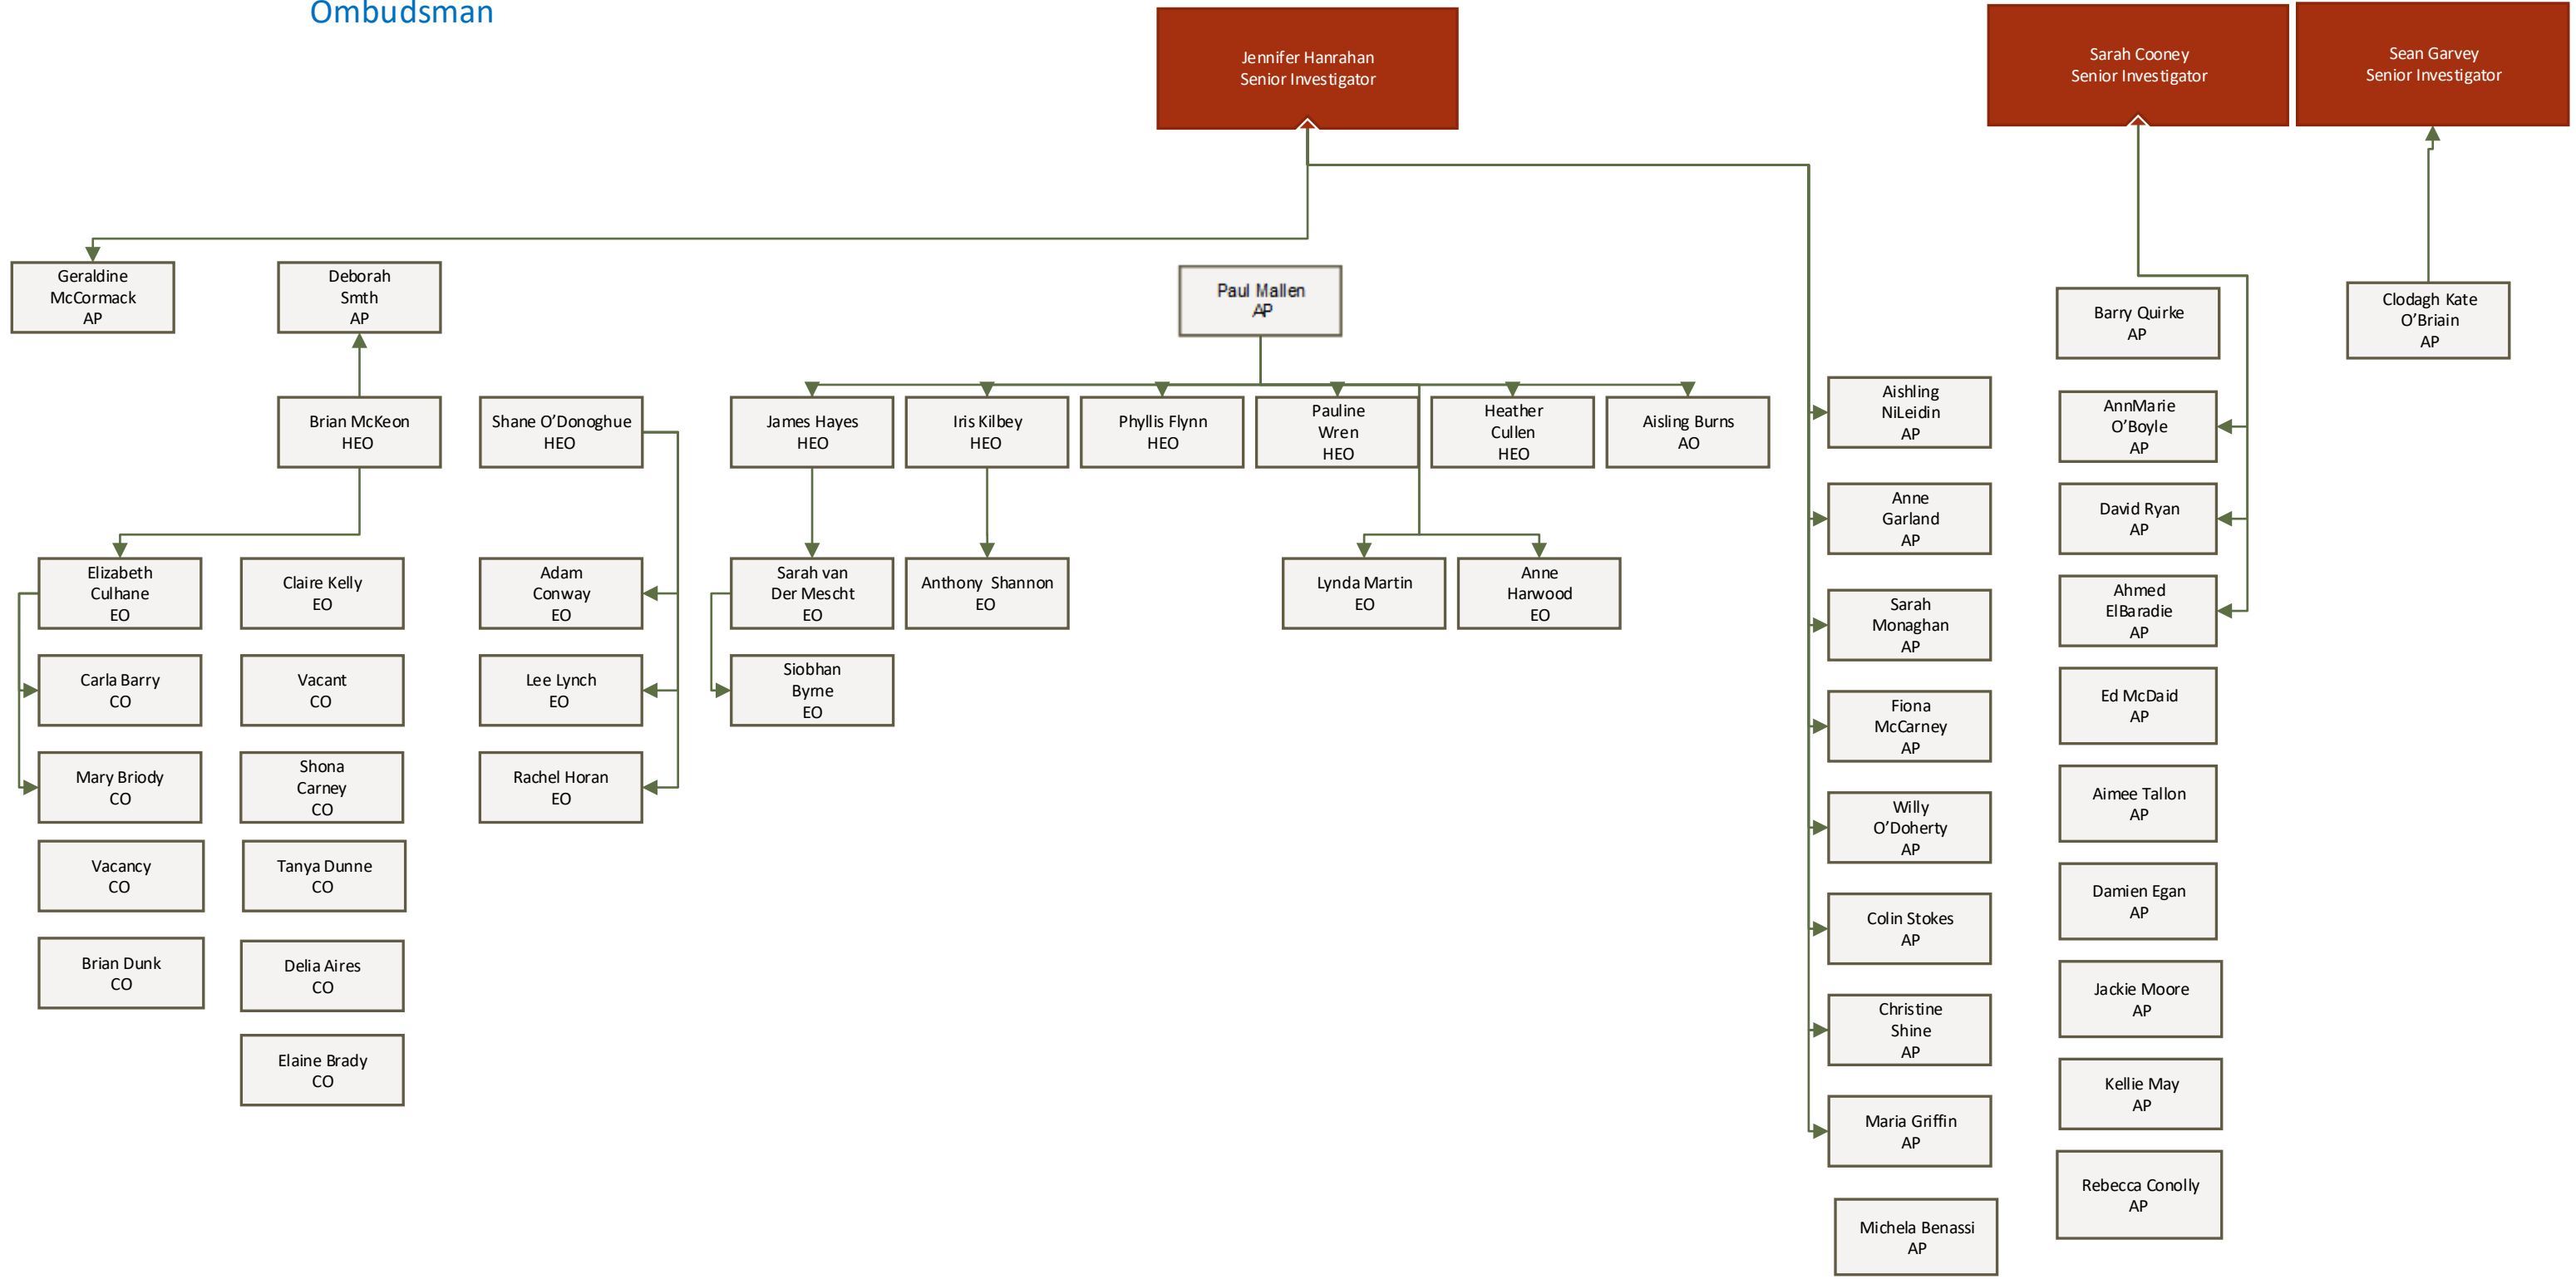 Ombudsman
Jennifer Hanrahan
Senior Investigator
Sarah Cooney
Senior Investigator
Sean Garvey
Senior Investigator
Geraldine
McCormack
AP
Deborah
Smth
AP
Paul Mallen
AP
Barry Quirke
AP
Clodagh Kate
O’Briain
AP
Brian McKeon
HEO
Shane O’Donoghue
HEO
James Hayes
HEO
Iris Kilbey
HEO
Phyllis Flynn
HEO
Pauline
Wren
HEO
Heather
Cullen
HEO
Aisling Burns
AO
Aishling
NiLeidin
AP
AnnMarie
O’Boyle
AP
Anne
Garland
AP
David Ryan
AP
Elizabeth
Culhane
EO
Claire Kelly
EO
Adam
Conway
EO
Sarah van
Der Mescht
EO
Anthony  Shannon
EO
Lynda Martin
EO
Anne
Harwood
EO
Sarah
Monaghan
AP
Ahmed
ElBaradie
AP
Carla Barry
CO
Vacant
CO
Lee Lynch
EO
Siobhan
Byrne
EO
Fiona
McCarney
AP
Ed McDaid
AP
Mary Briody
CO
Shona
Carney
CO
Rachel Horan
EO
Willy
O’Doherty
AP
Aimee Tallon
AP
Vacancy
CO
Tanya Dunne
CO
Colin Stokes
AP
Damien Egan
AP
Brian Dunk
CO
Delia Aires
CO
Christine
Shine
AP
Jackie Moore
AP
Elaine Brady
CO
Maria Griffin
AP
Kellie May
AP
Michela Benassi
AP
Rebecca Conolly
AP